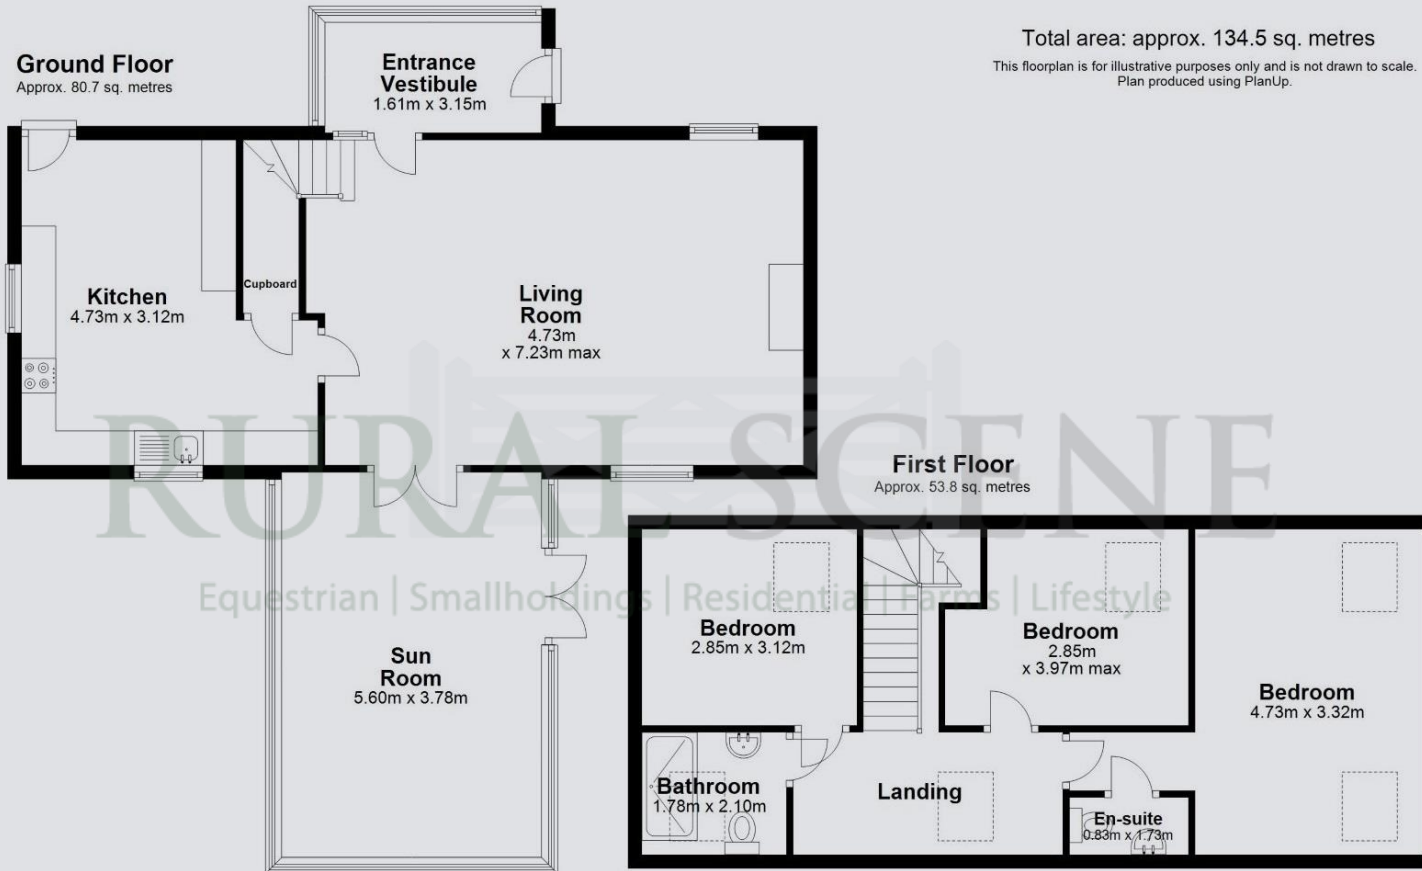 Total area: approx. 134.5 sq. metres
This floorplan is for illustrative purposes only and is not drawn to scale.
Plan produced using PlanUp.
Ground Floor
Approx. 80.7 sq. metres
Entrance
Vestibule
1.61m x 3.15m
Kitchen
4.73m x 3.12m
Cupboard
Living
Room
4.73m
x 7.23m max
RURAL SCENE
Equestrian | Smallholdings | Residential | Farms | Lifestyle
Sun
Room
5.60m x 3.78m
First Floor
Approx. 53.8 sq. metres
Bedroom
2.85m x 3.12m
Bedroom
2.85m
x 3.97m max
Bedroom
4.73m x 3.32m
Bathroom
1.78m x 2.10m
Landing
En-suite
0.83m x 1.73m